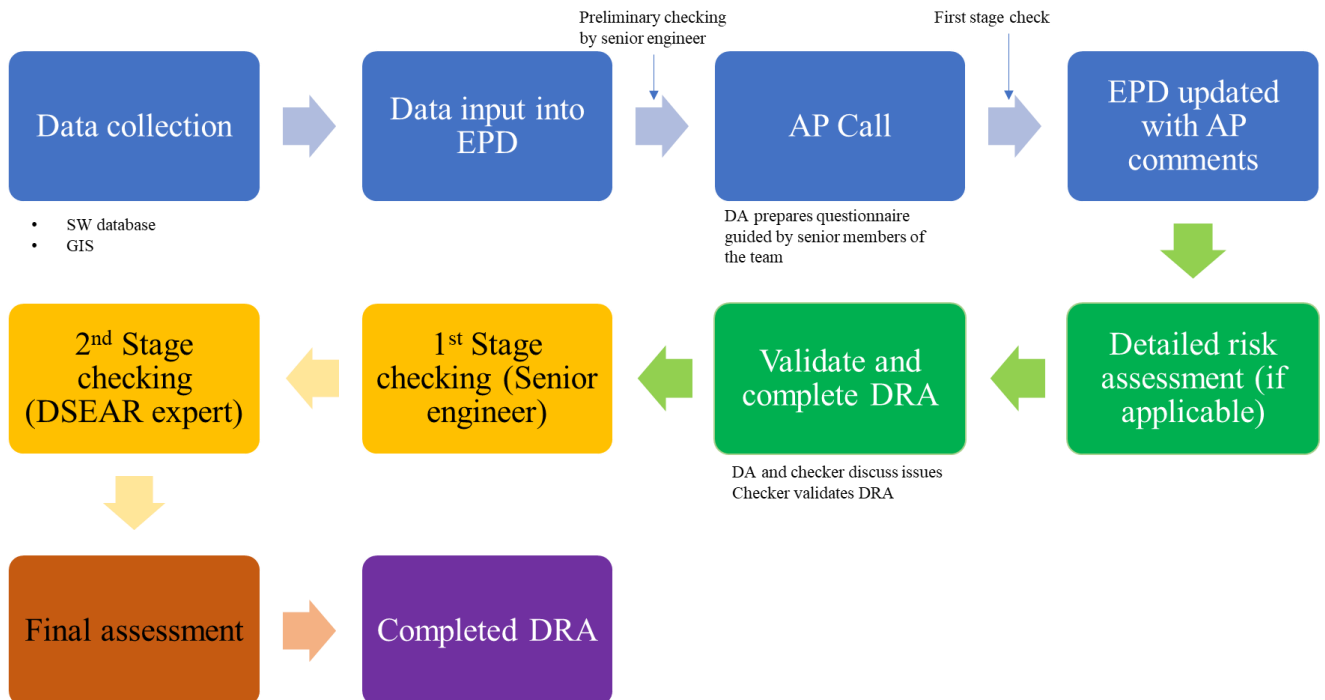 Preliminary checking
by senior engineer
First stage check
Data collection
Data input into
EPD
AP Call
EPD updated
with AP
comments
• SW database
• GIS
DA prepares questionnaire
guided by senior members of
the team
2nd Stage
checking
(DSEAR expert)
1st Stage
checking (Senior
engineer)
Validate and
complete DRA
Detailed risk
assessment (if
applicable)
DA and checker discuss issues
Checker validates DRA
Final assessment
Completed DRA